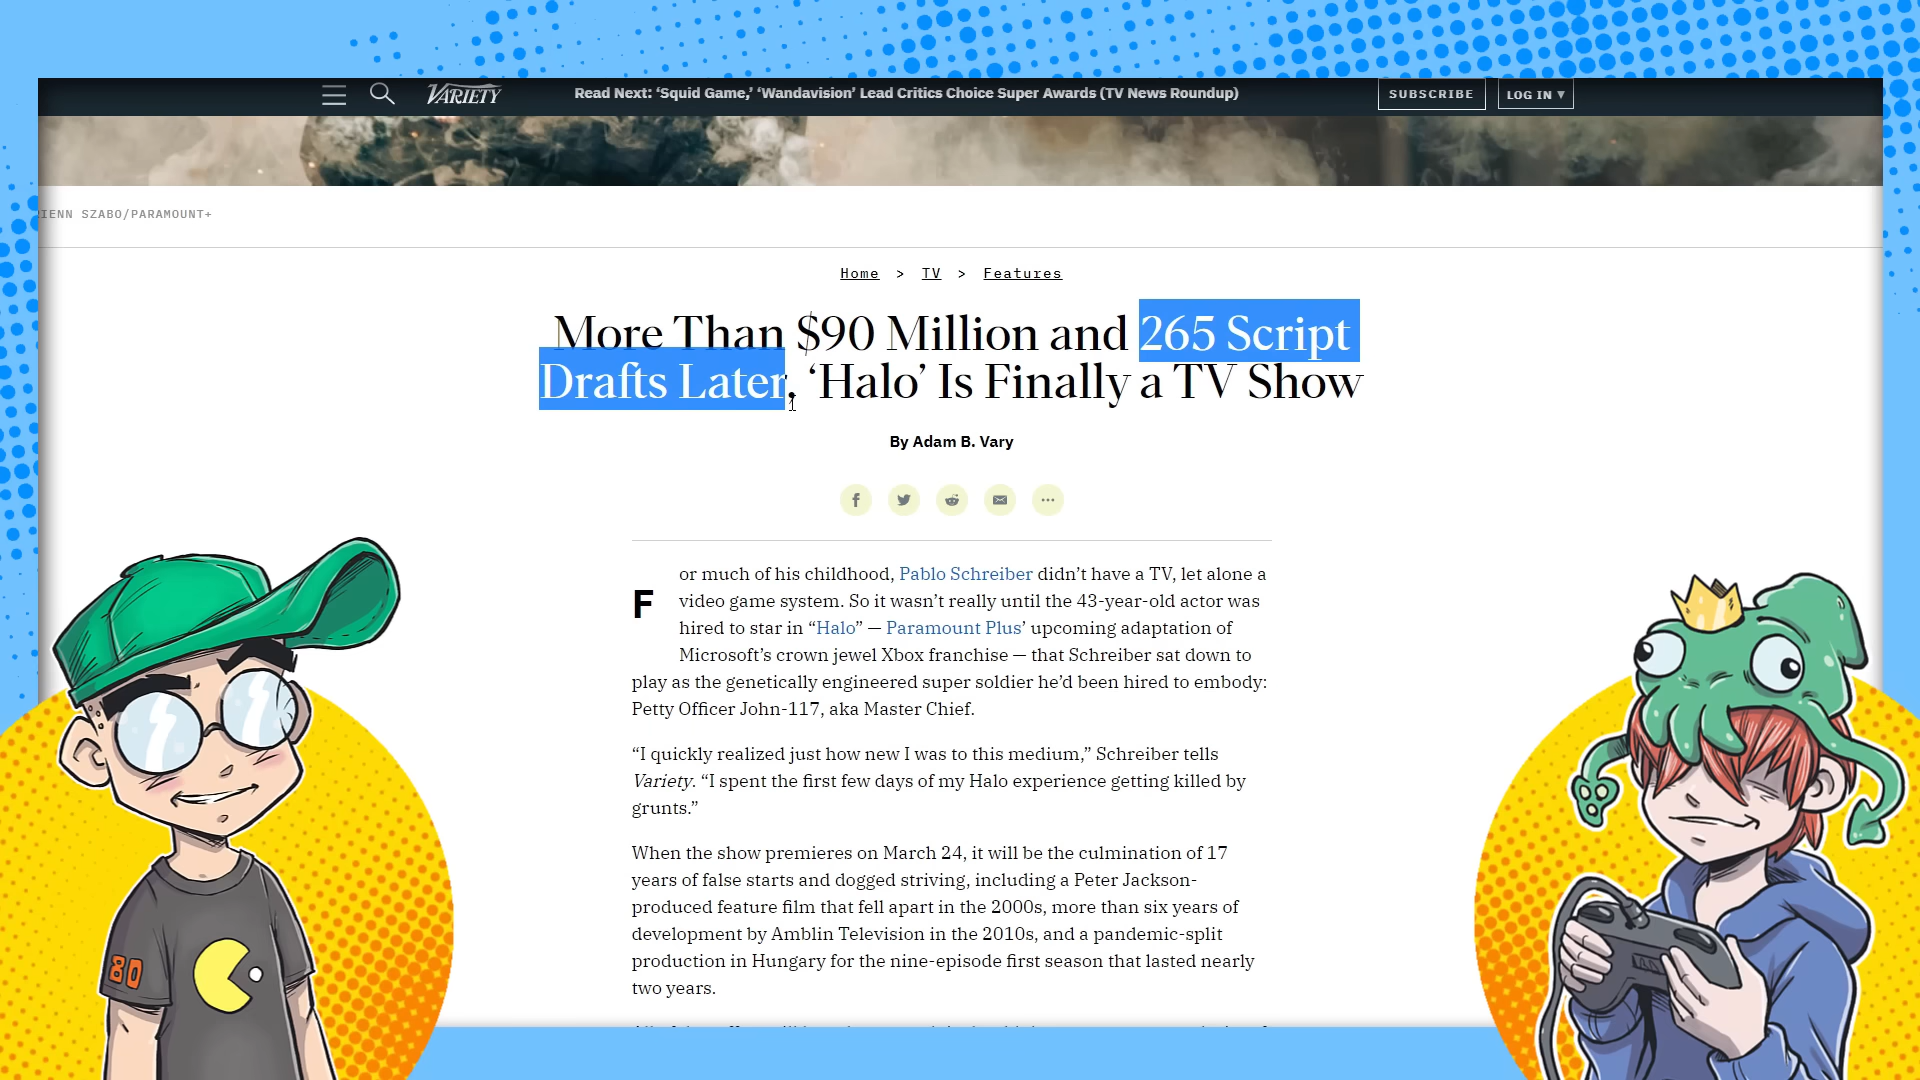 VARIETY
Read Next: ‘Squid Game,’ ‘Wandavision’ Lead Critics Choice Super Awards (TV News Roundup)
SUBSCRIBE
LOG IN ▾
SZABO/PARAMOUNT+
Home > TV > Features
More Than $90 Million and 265 Script
Drafts Later, ‘Halo’ Is Finally a TV Show
By Adam B. Vary
For much of his childhood, Pablo Schreiber didn’t have a TV, let alone a
video game system. So it wasn’t really until the 43-year-old actor was
hired to star in “Halo” — Paramount Plus’ upcoming adaptation of
Microsoft’s crown jewel Xbox franchise — that Schreiber sat down to
play as the genetically engineered super soldier he’d been hired to embody:
Petty Officer John-117, aka Master Chief.
“I quickly realized just how new I was to this medium,” Schreiber tells
Variety. “I spent the first few days of my Halo experience getting killed by
grunts.”
When the show premieres on March 24, it will be the culmination of 17
years of false starts and dogged striving, including a Peter Jackson-
produced feature film that fell apart in the 2000s, more than six years of
development by Amblin Television in the 2010s, and a pandemic-split
production in Hungary for the nine-episode first season that lasted nearly
two years.
80